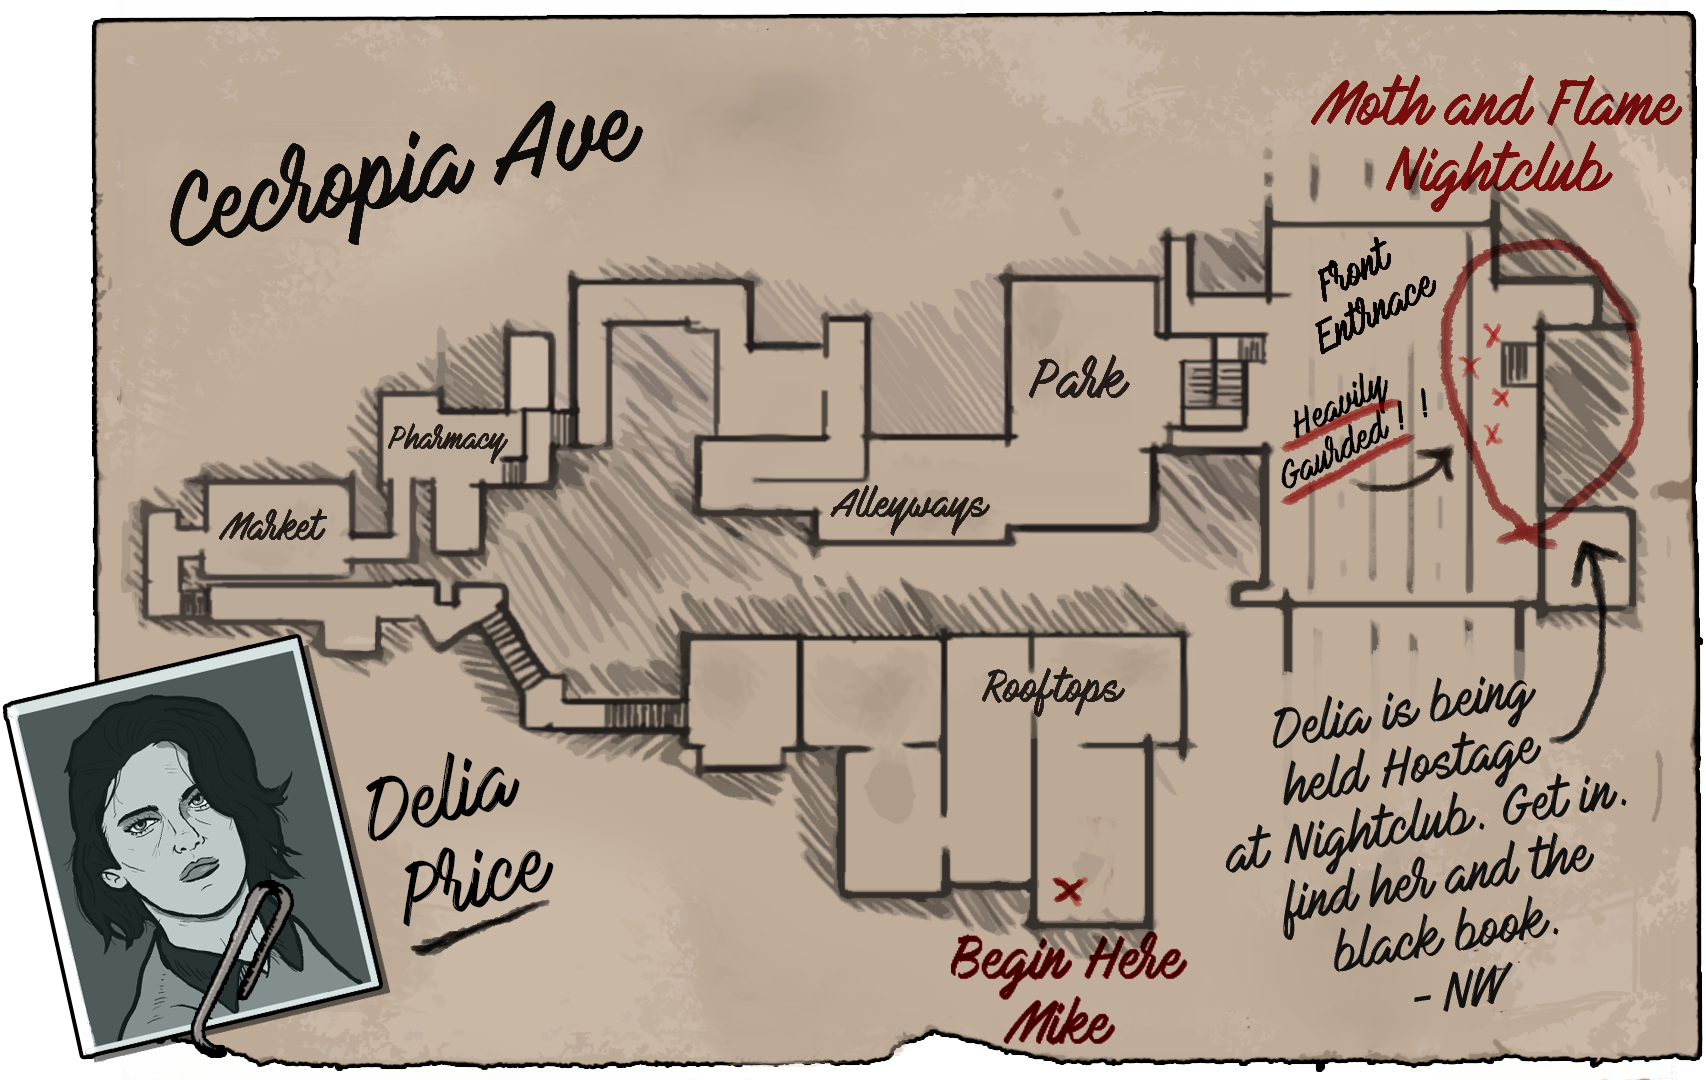 Moth and Flame
Nightclub
Cecropia Ave
Front
Entrnace
Heavily
Gaurded ! !
Park
Pharmacy
Alleyways
Market
Rooftops
Delia is being
held Hostage
at Nightclub. Get in.
find her and the
black book.
- NW
Delia
Price
Begin Here
Mike